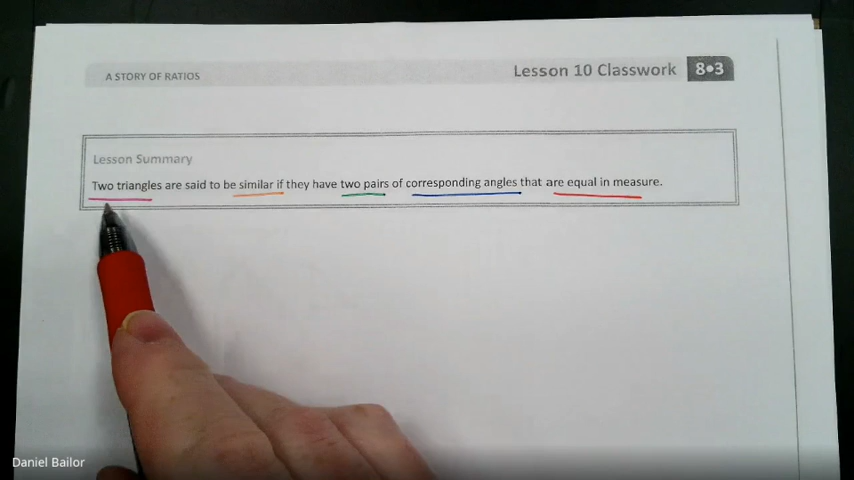 A STORY OF RATIOS
Lesson 10 Classwork 8•3
Lesson Summary
Two triangles are said to be similar if they have two pairs of corresponding angles that are equal in measure.
Daniel Bailor